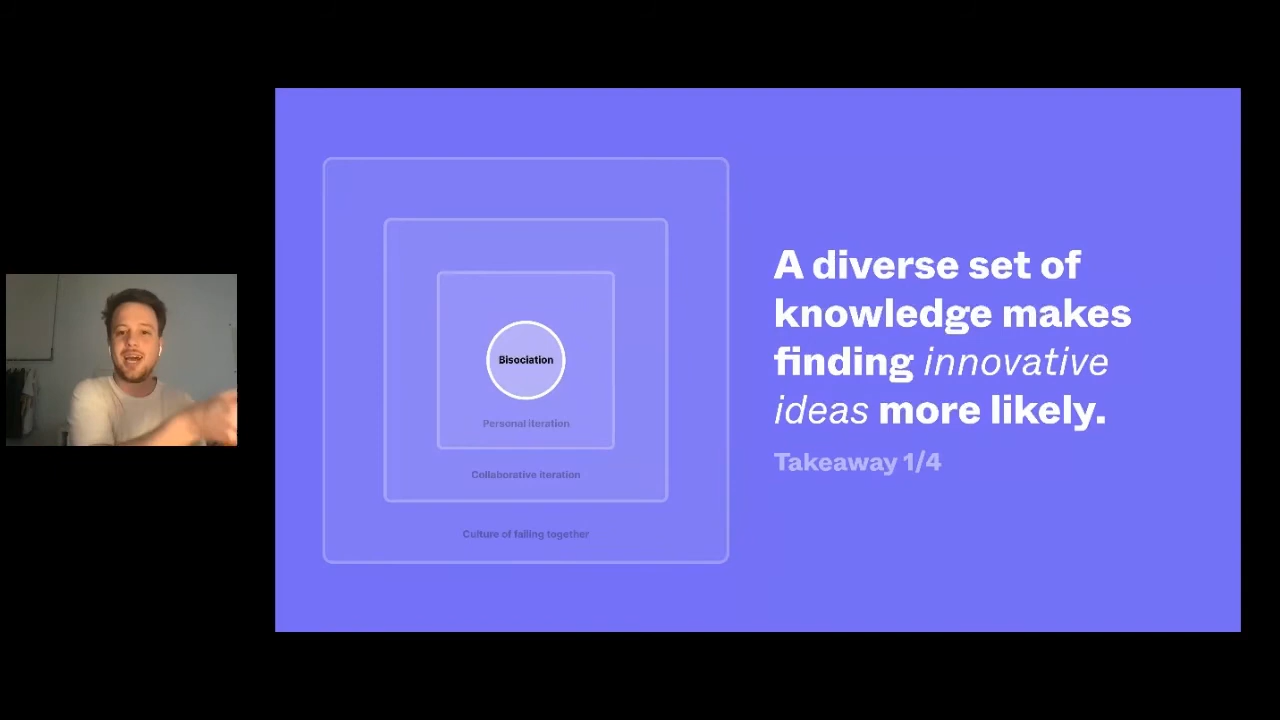 Bisociation
Personal iteration
Collaborative iteration
Culture of failing together
A diverse set of
knowledge makes
finding innovative
ideas more likely.
Takeaway 1/4